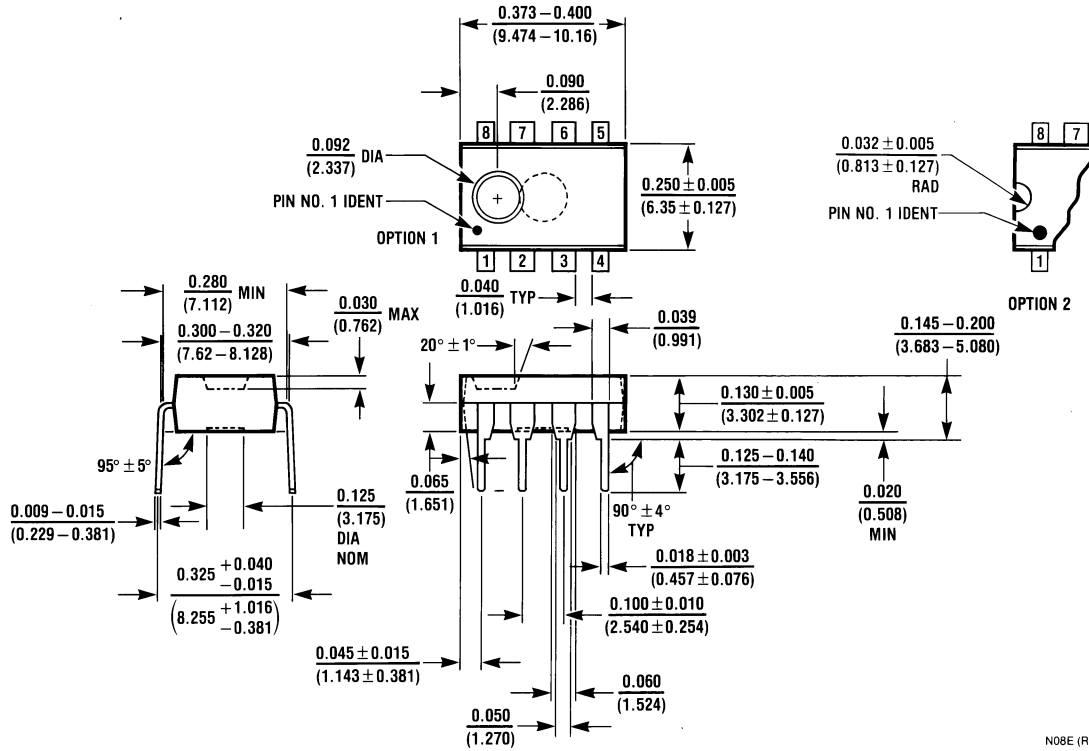 0.373 – 0.400
(9.474 – 10.16)
0.090
(2.286)
8 7 6 5
0.092
(2.337) DIA
PIN NO. 1 IDENT
OPTION 1
1 2 3 4
0.250 ± 0.005
(6.35 ± 0.127)
0.032 ± 0.005
(0.813 ± 0.127)
RAD
PIN NO. 1 IDENT
8 7
1
OPTION 2
0.280
(7.112) MIN
0.300 – 0.320
(7.62 – 8.128)
0.030
(0.762) MAX
0.040
(1.016) TYP
0.039
(0.991)
20° ± 1°
0.145 – 0.200
(3.683 – 5.080)
0.130 ± 0.005
(3.302 ± 0.127)
0.125 – 0.140
(3.175 – 3.556)
0.020
(0.508)
MIN
95° ± 5°
0.009 – 0.015
(0.229 – 0.381)
0.125
(3.175)
DIA
NOM
0.065
(1.651)
90° ± 4°
TYP
0.018 ± 0.003
(0.457 ± 0.076)
0.325 +0.040
–0.015
(8.255 +1.016
–0.381)
0.100 ± 0.010
(2.540 ± 0.254)
0.045 ± 0.015
(1.143 ± 0.381)
0.060
(1.524)
0.050
(1.270)
N08E (R